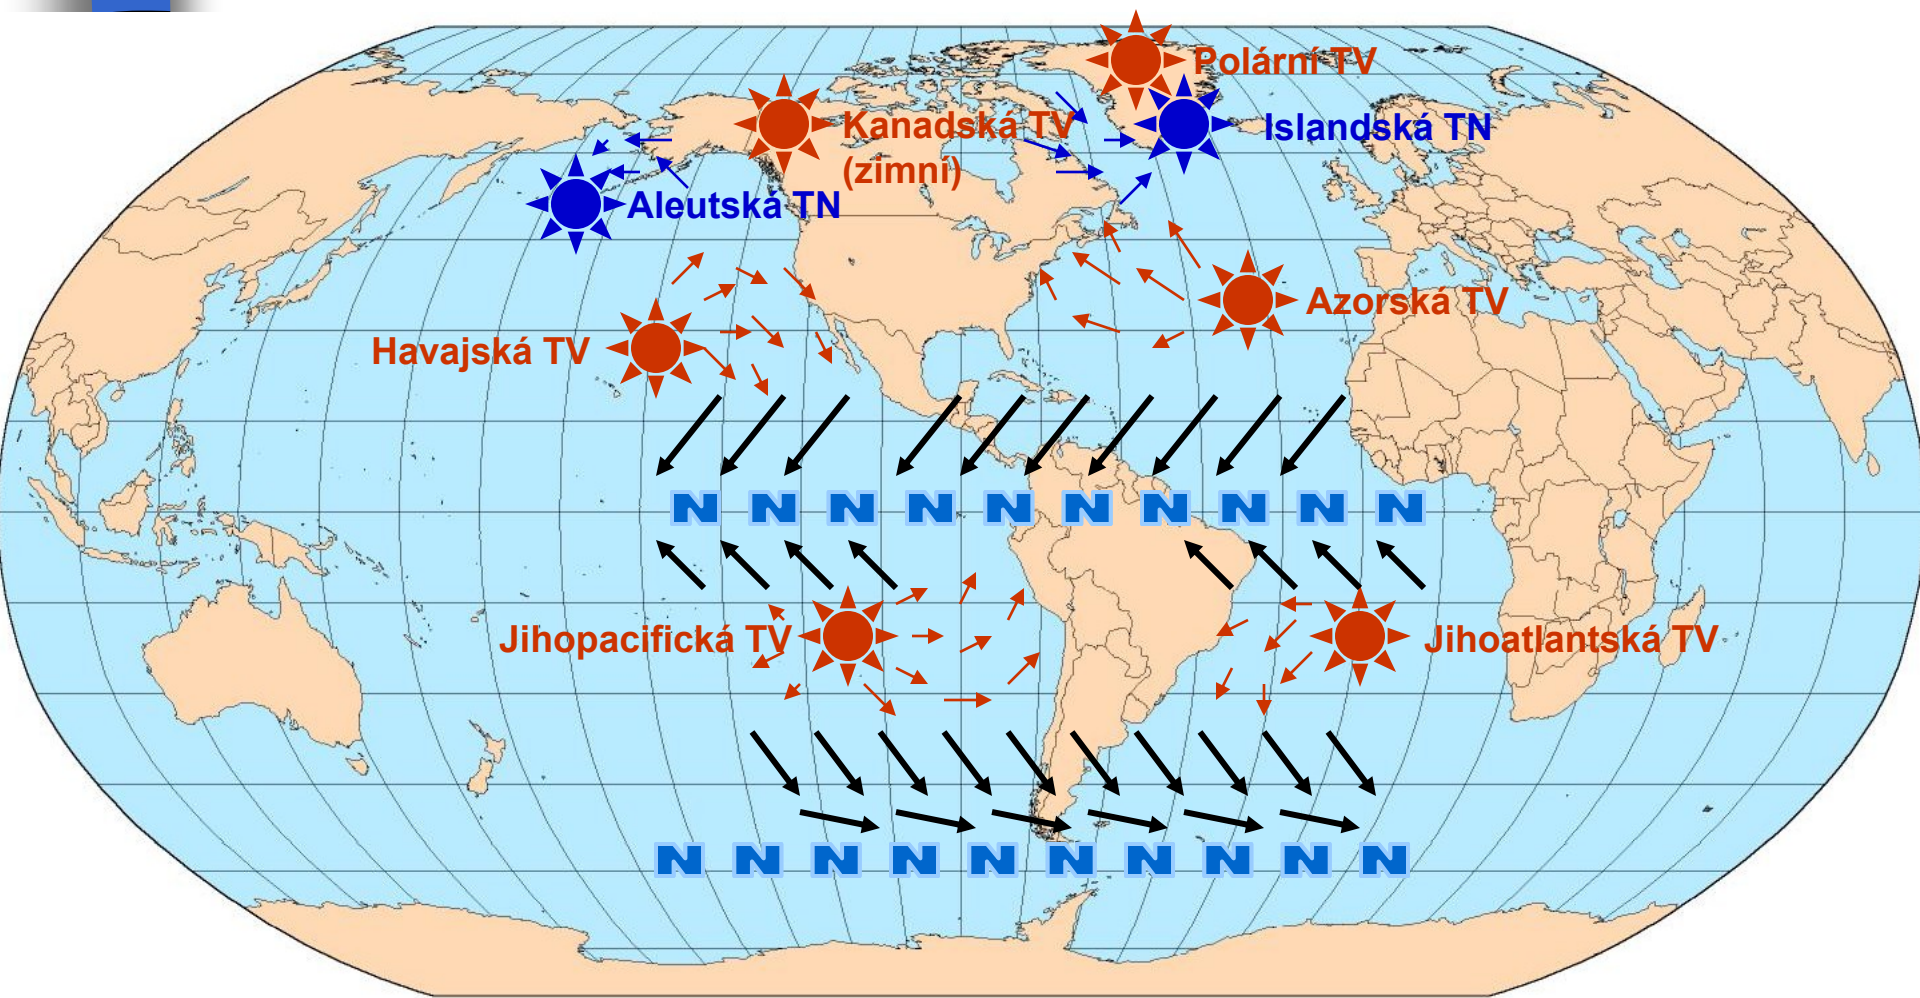 Polární TV
Kanadská TV
(zimní)
Islandská TN
Aleutská TN
Azorská TV
Havajská TV
N N N N N N N N N N
Jihopacifická TV
Jihoatlantská TV
N N N N N N N N N N